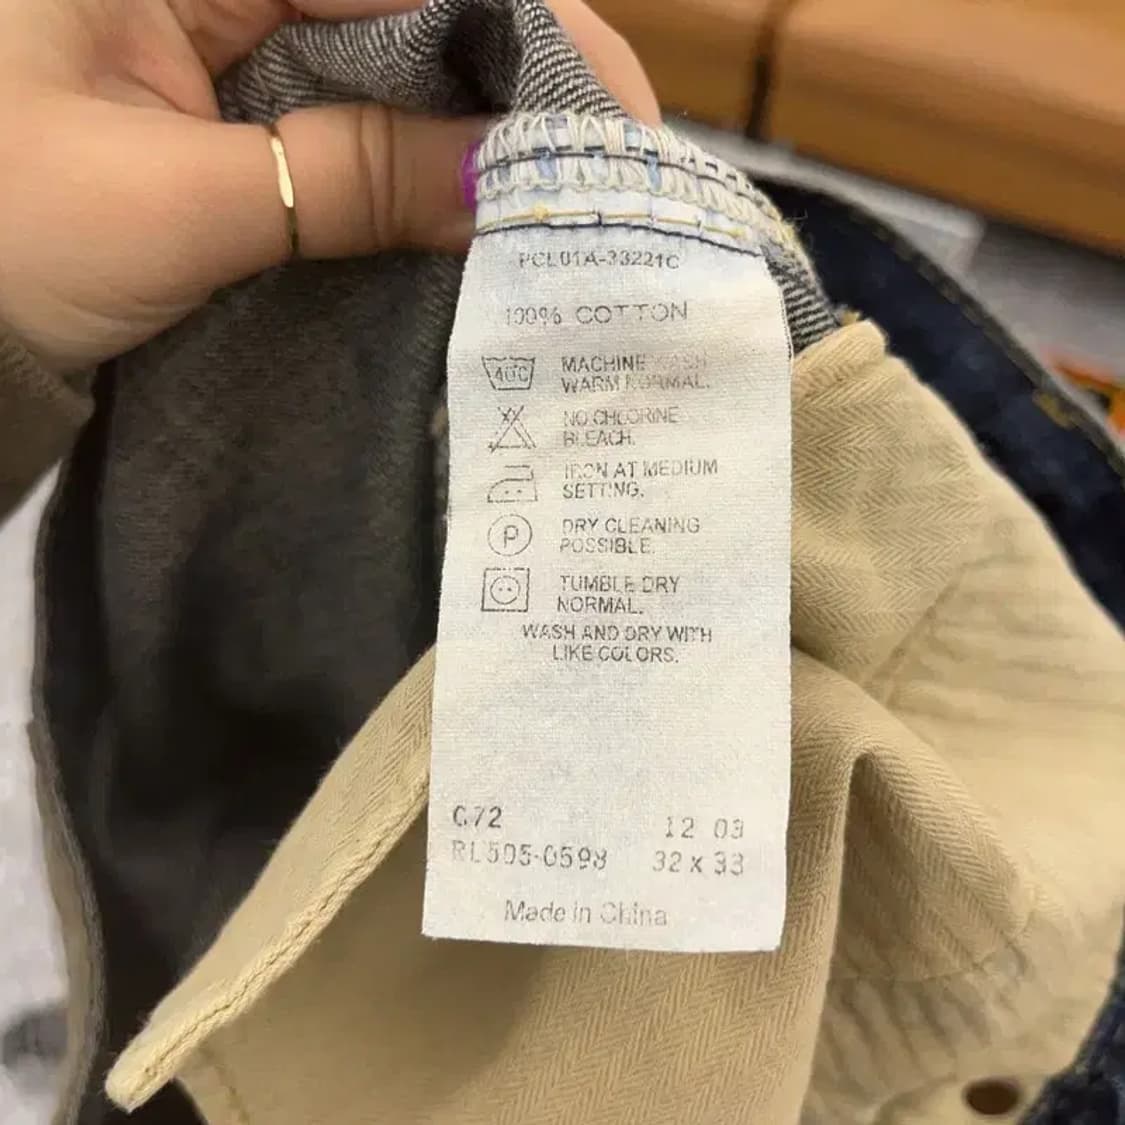 PCL01A-33221C
100% COTTON
40C
MACHINE WASH
WARM NORMAL.
NO CHLORINE
BLEACH.
IRON AT MEDIUM
SETTING.
P
DRY CLEANING
POSSIBLE.
TUMBLE DRY
NORMAL.
WASH AND DRY WITH
LIKE COLORS.
C72 12 03
RL505-0598 32 x 33
Made in China